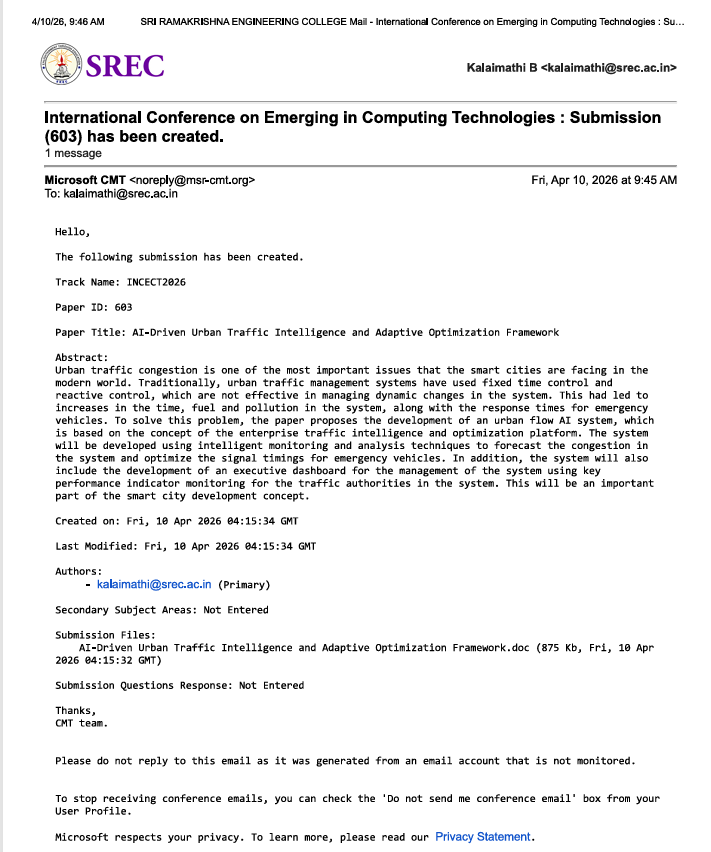 4/10/26, 9:46 AM SRI RAMAKRISHNA ENGINEERING COLLEGE Mail - International Conference on Emerging in Computing Technologies : Su…
SREC
Kalaimathi B <kalaimathi@srec.ac.in>
International Conference on Emerging in Computing Technologies : Submission
(603) has been created.
1 message
Microsoft CMT <noreply@msr-cmt.org> Fri, Apr 10, 2026 at 9:45 AM
To: kalaimathi@srec.ac.in
Hello,
The following submission has been created.
Track Name: INCECT2026
Paper ID: 603
Paper Title: AI-Driven Urban Traffic Intelligence and Adaptive Optimization Framework
Abstract:
Urban traffic congestion is one of the most important issues that the smart cities are facing in the
modern world. Traditionally, urban traffic management systems have used fixed time control and
reactive control, which are not effective in managing dynamic changes in the system. This had led to
increases in the time, fuel and pollution in the system, along with the response times for emergency
vehicles. To solve this problem, the paper proposes the development of an urban flow AI system, which
is based on the concept of the enterprise traffic intelligence and optimization platform. The system
will be developed using intelligent monitoring and analysis techniques to forecast the congestion in
the system and optimize the signal timings for emergency vehicles. In addition, the system will also
include the development of an executive dashboard for the management of the system using key
performance indicator monitoring for the traffic authorities in the system. This will be an important
part of the smart city development concept.
Created on: Fri, 10 Apr 2026 04:15:34 GMT
Last Modified: Fri, 10 Apr 2026 04:15:34 GMT
Authors:
- kalaimathi@srec.ac.in (Primary)
Secondary Subject Areas: Not Entered
Submission Files:
AI-Driven Urban Traffic Intelligence and Adaptive Optimization Framework.doc (875 Kb, Fri, 10 Apr
2026 04:15:32 GMT)
Submission Questions Response: Not Entered
Thanks,
CMT team.
Please do not reply to this email as it was generated from an email account that is not monitored.
To stop receiving conference emails, you can check the 'Do not send me conference email' box from your
User Profile.
Microsoft respects your privacy. To learn more, please read our Privacy Statement.